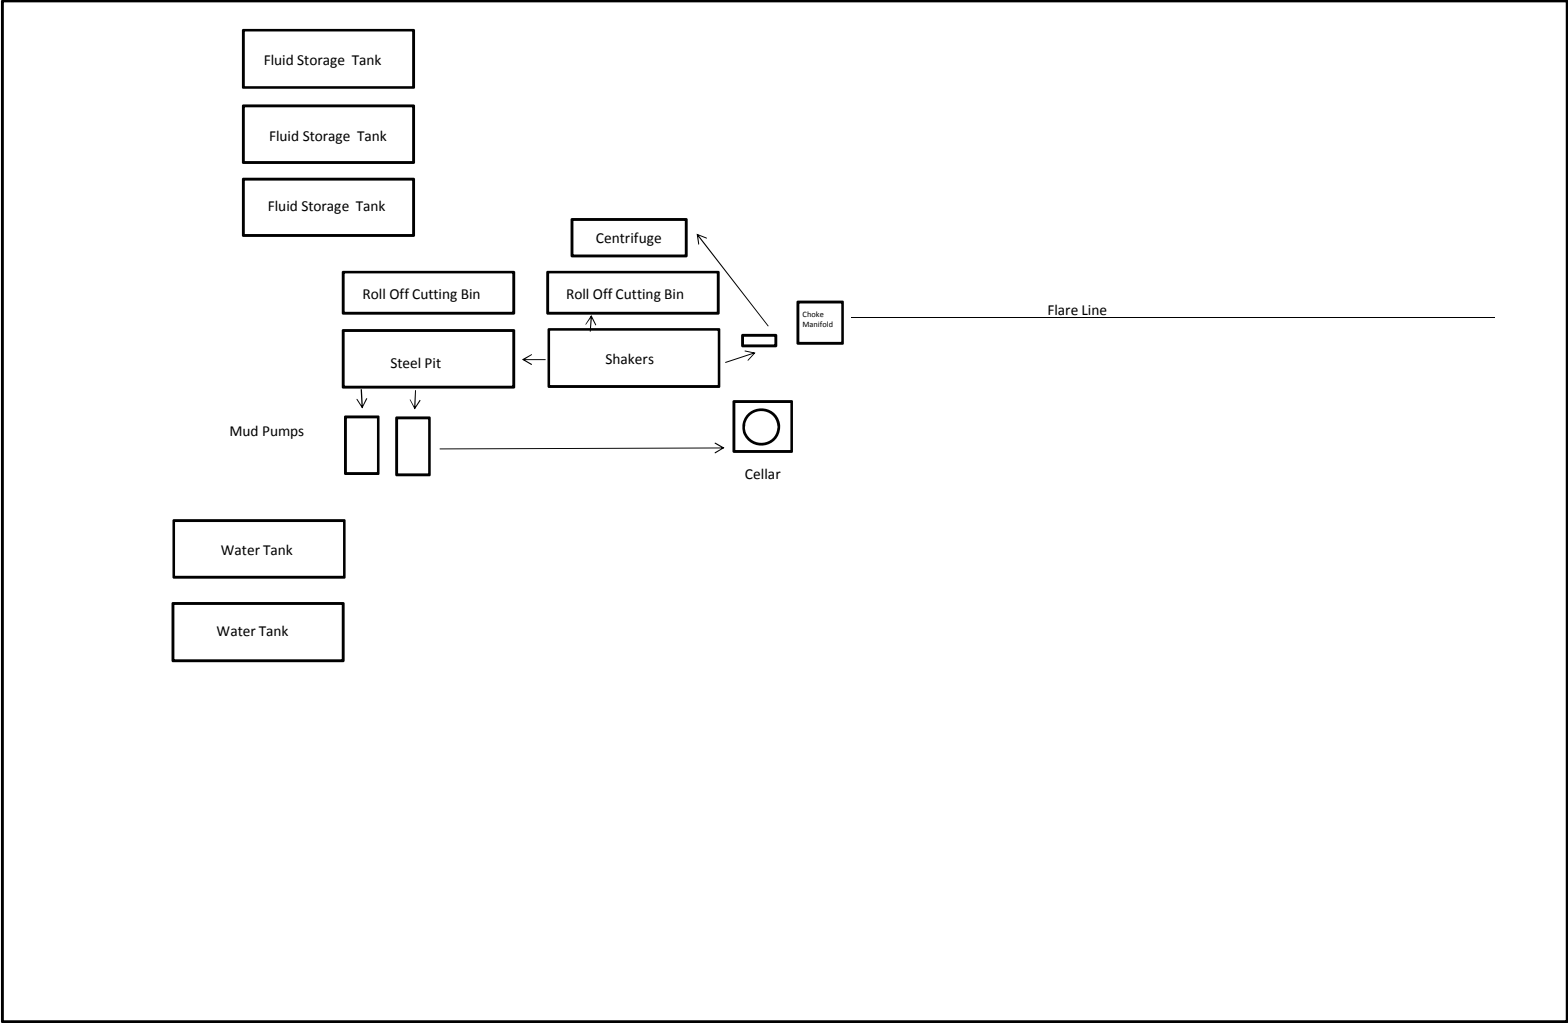 Fluid Storage Tank
Fluid Storage Tank
Fluid Storage Tank
Centrifuge
Roll Off Cutting Bin
Roll Off Cutting Bin
Choke
Manifold
Flare Line
Steel Pit
Shakers
Mud Pumps
Cellar
Water Tank
Water Tank